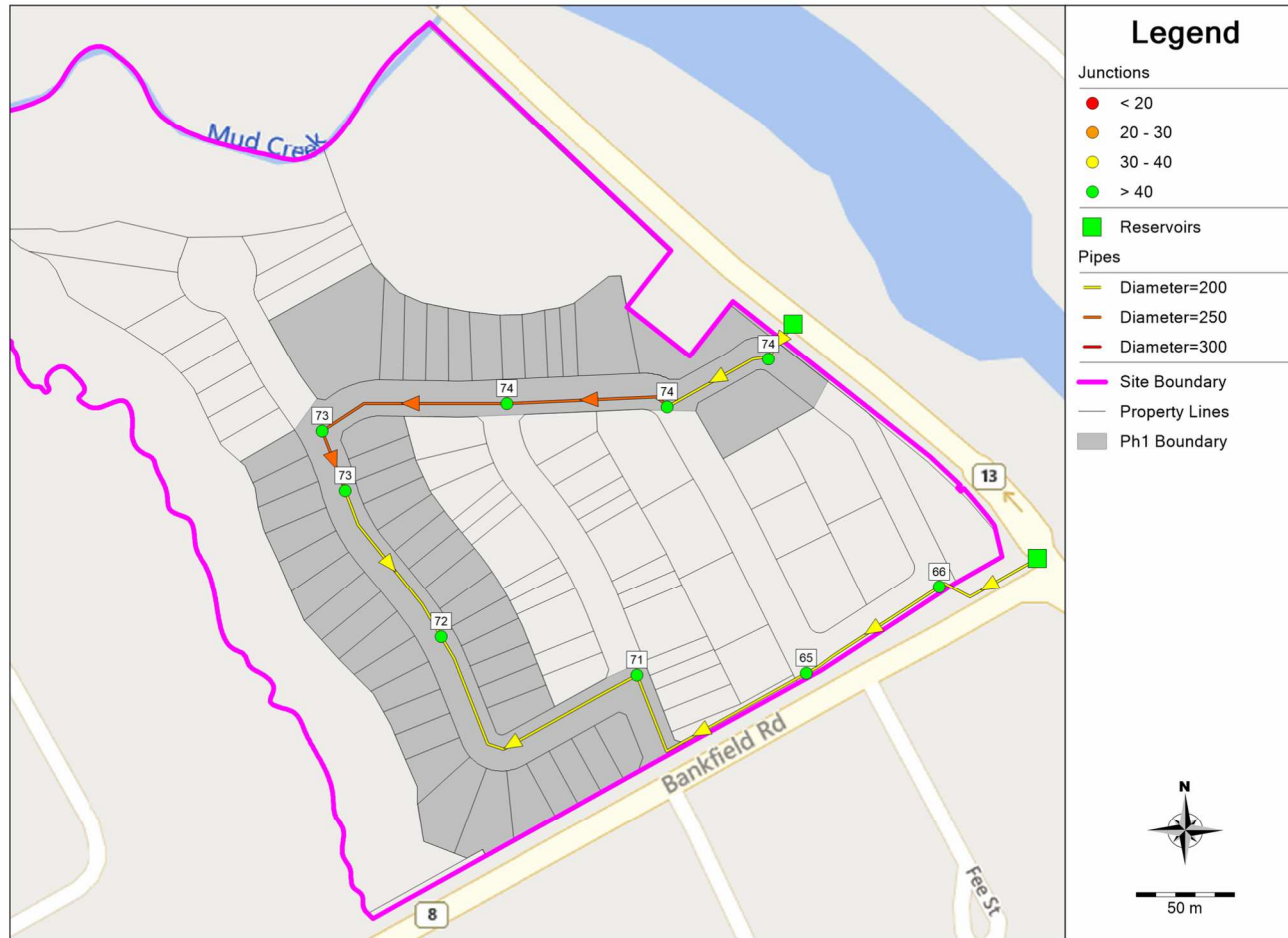 Mud Creek
74
74
74
73
73
72
71
66
65
13
8
Bankfield Rd
Fee St
Legend
Junctions
< 20
20 - 30
30 - 40
> 40
Reservoirs
Pipes
Diameter=200
Diameter=250
Diameter=300
Site Boundary
Property Lines
Ph1 Boundary
N
50 m